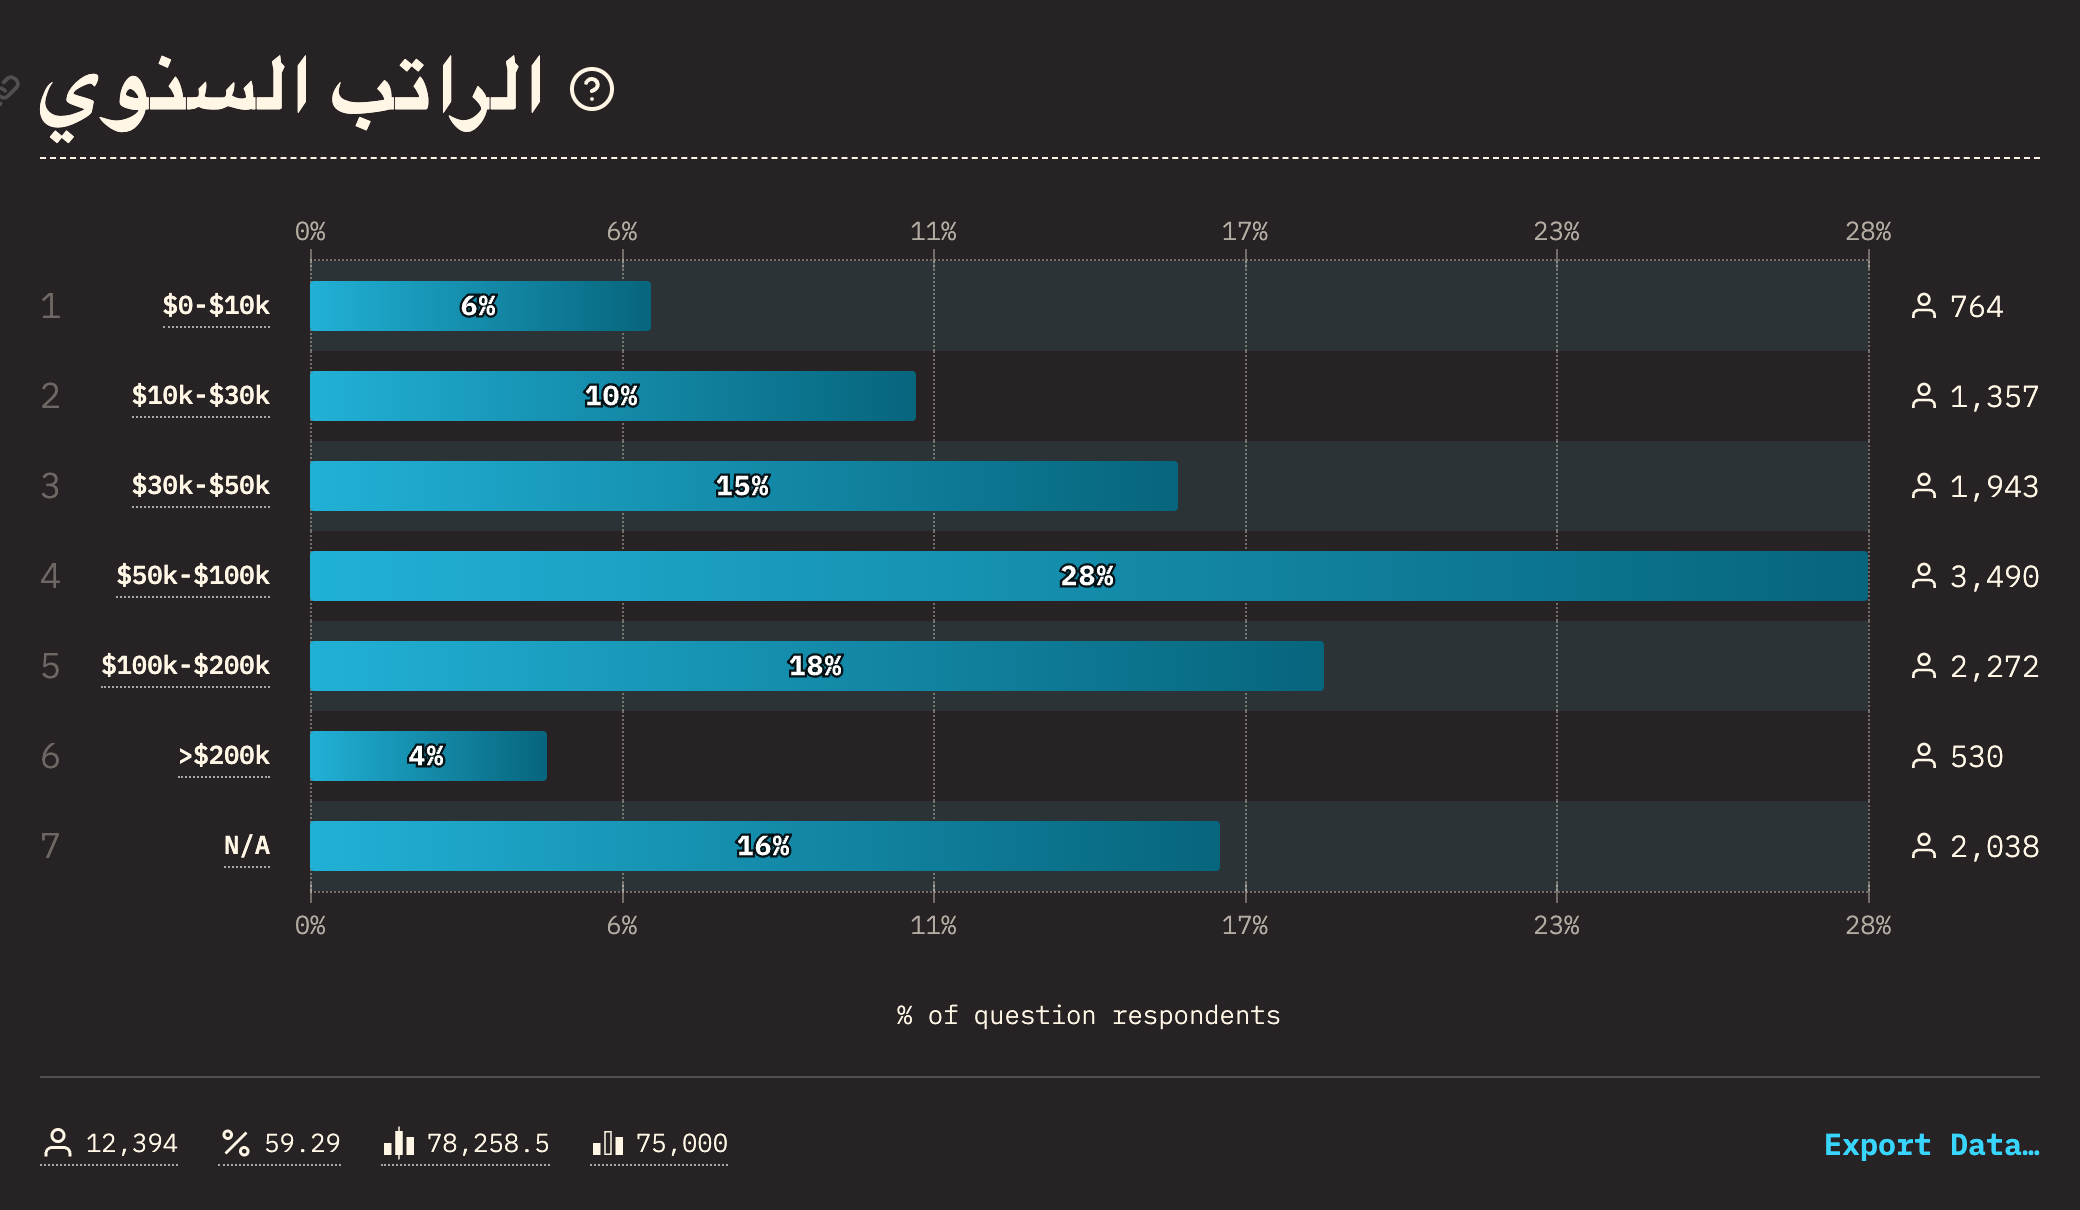 الراتب السنوي
0% 6% 11% 17% 23% 28%
1 $0-$10k 6% 764
2 $10k-$30k 10% 1,357
3 $30k-$50k 15% 1,943
4 $50k-$100k 28% 3,490
5 $100k-$200k 18% 2,272
6 >$200k 4% 530
7 N/A 16% 2,038
0% 6% 11% 17% 23% 28%
% of question respondents
12,394 % 59.29 78,258.5 75,000 Export Data…